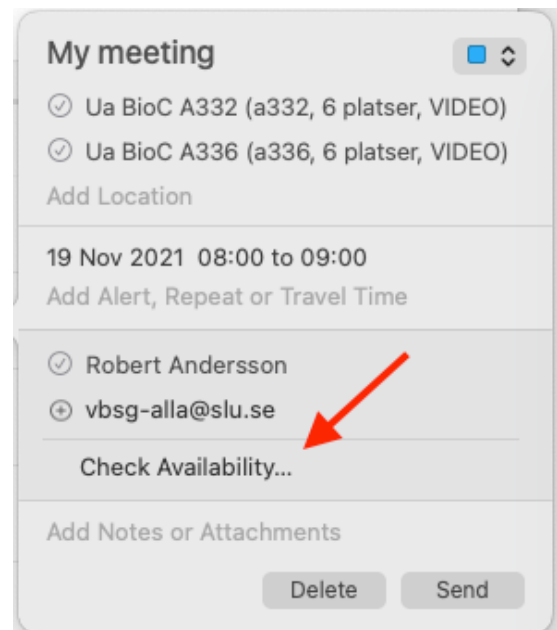 My meeting
Ua BioC A332 (a332, 6 platser, VIDEO)
Ua BioC A336 (a336, 6 platser, VIDEO)
Add Location
19 Nov 2021 08:00 to 09:00
Add Alert, Repeat or Travel Time
Robert Andersson
vbsg-alla@slu.se
Check Availability...
Add Notes or Attachments
Delete Send